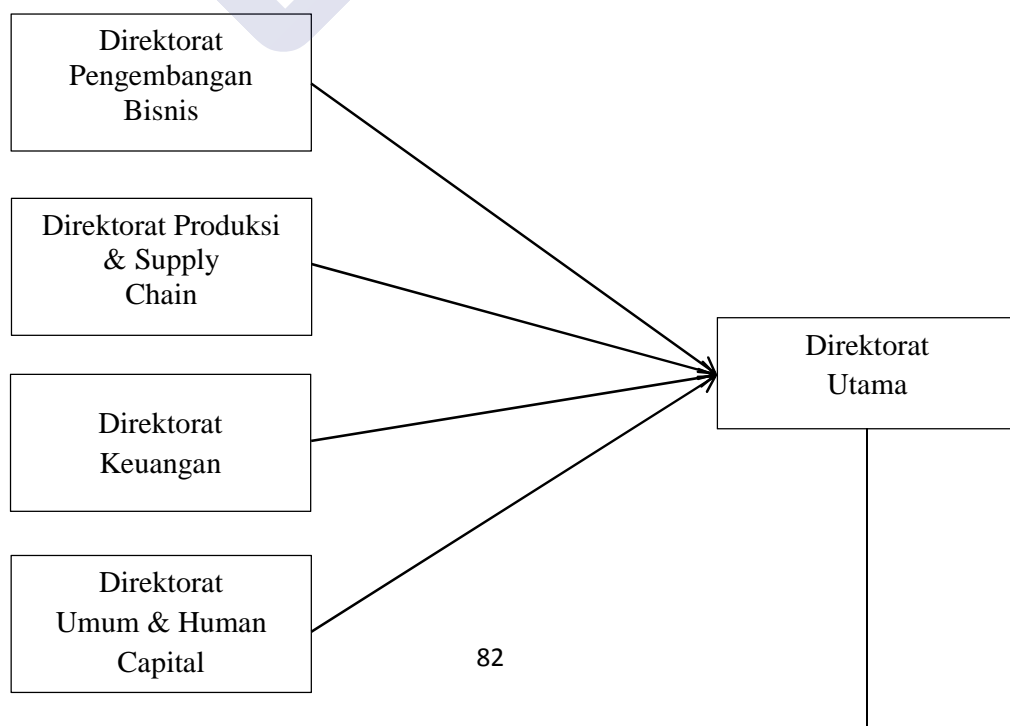 Direktorat
Pengembangan
Bisnis
Direktorat Produksi
& Supply
Chain
Direktorat
Keuangan
Direktorat
Umum & Human
Capital
Direktorat
Utama
82